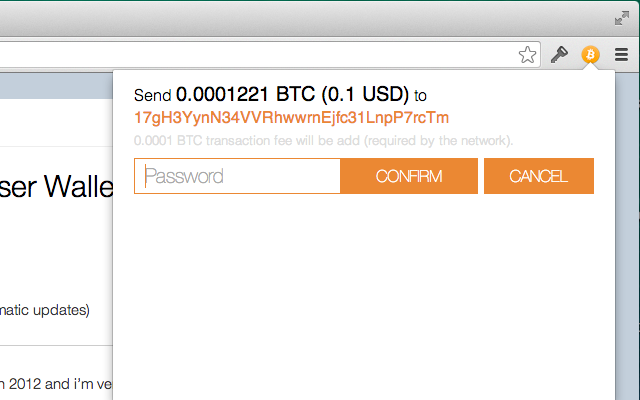 Send 0.0001221 BTC (0.1 USD) to
17gH3YynN34VVRhwwrnEjfc31LnpP7rcTm
0.0001 BTC transaction fee will be add (required by the network).
Password
CONFIRM
CANCEL
ser Walle
matic updates)
n 2012 and i'm ve